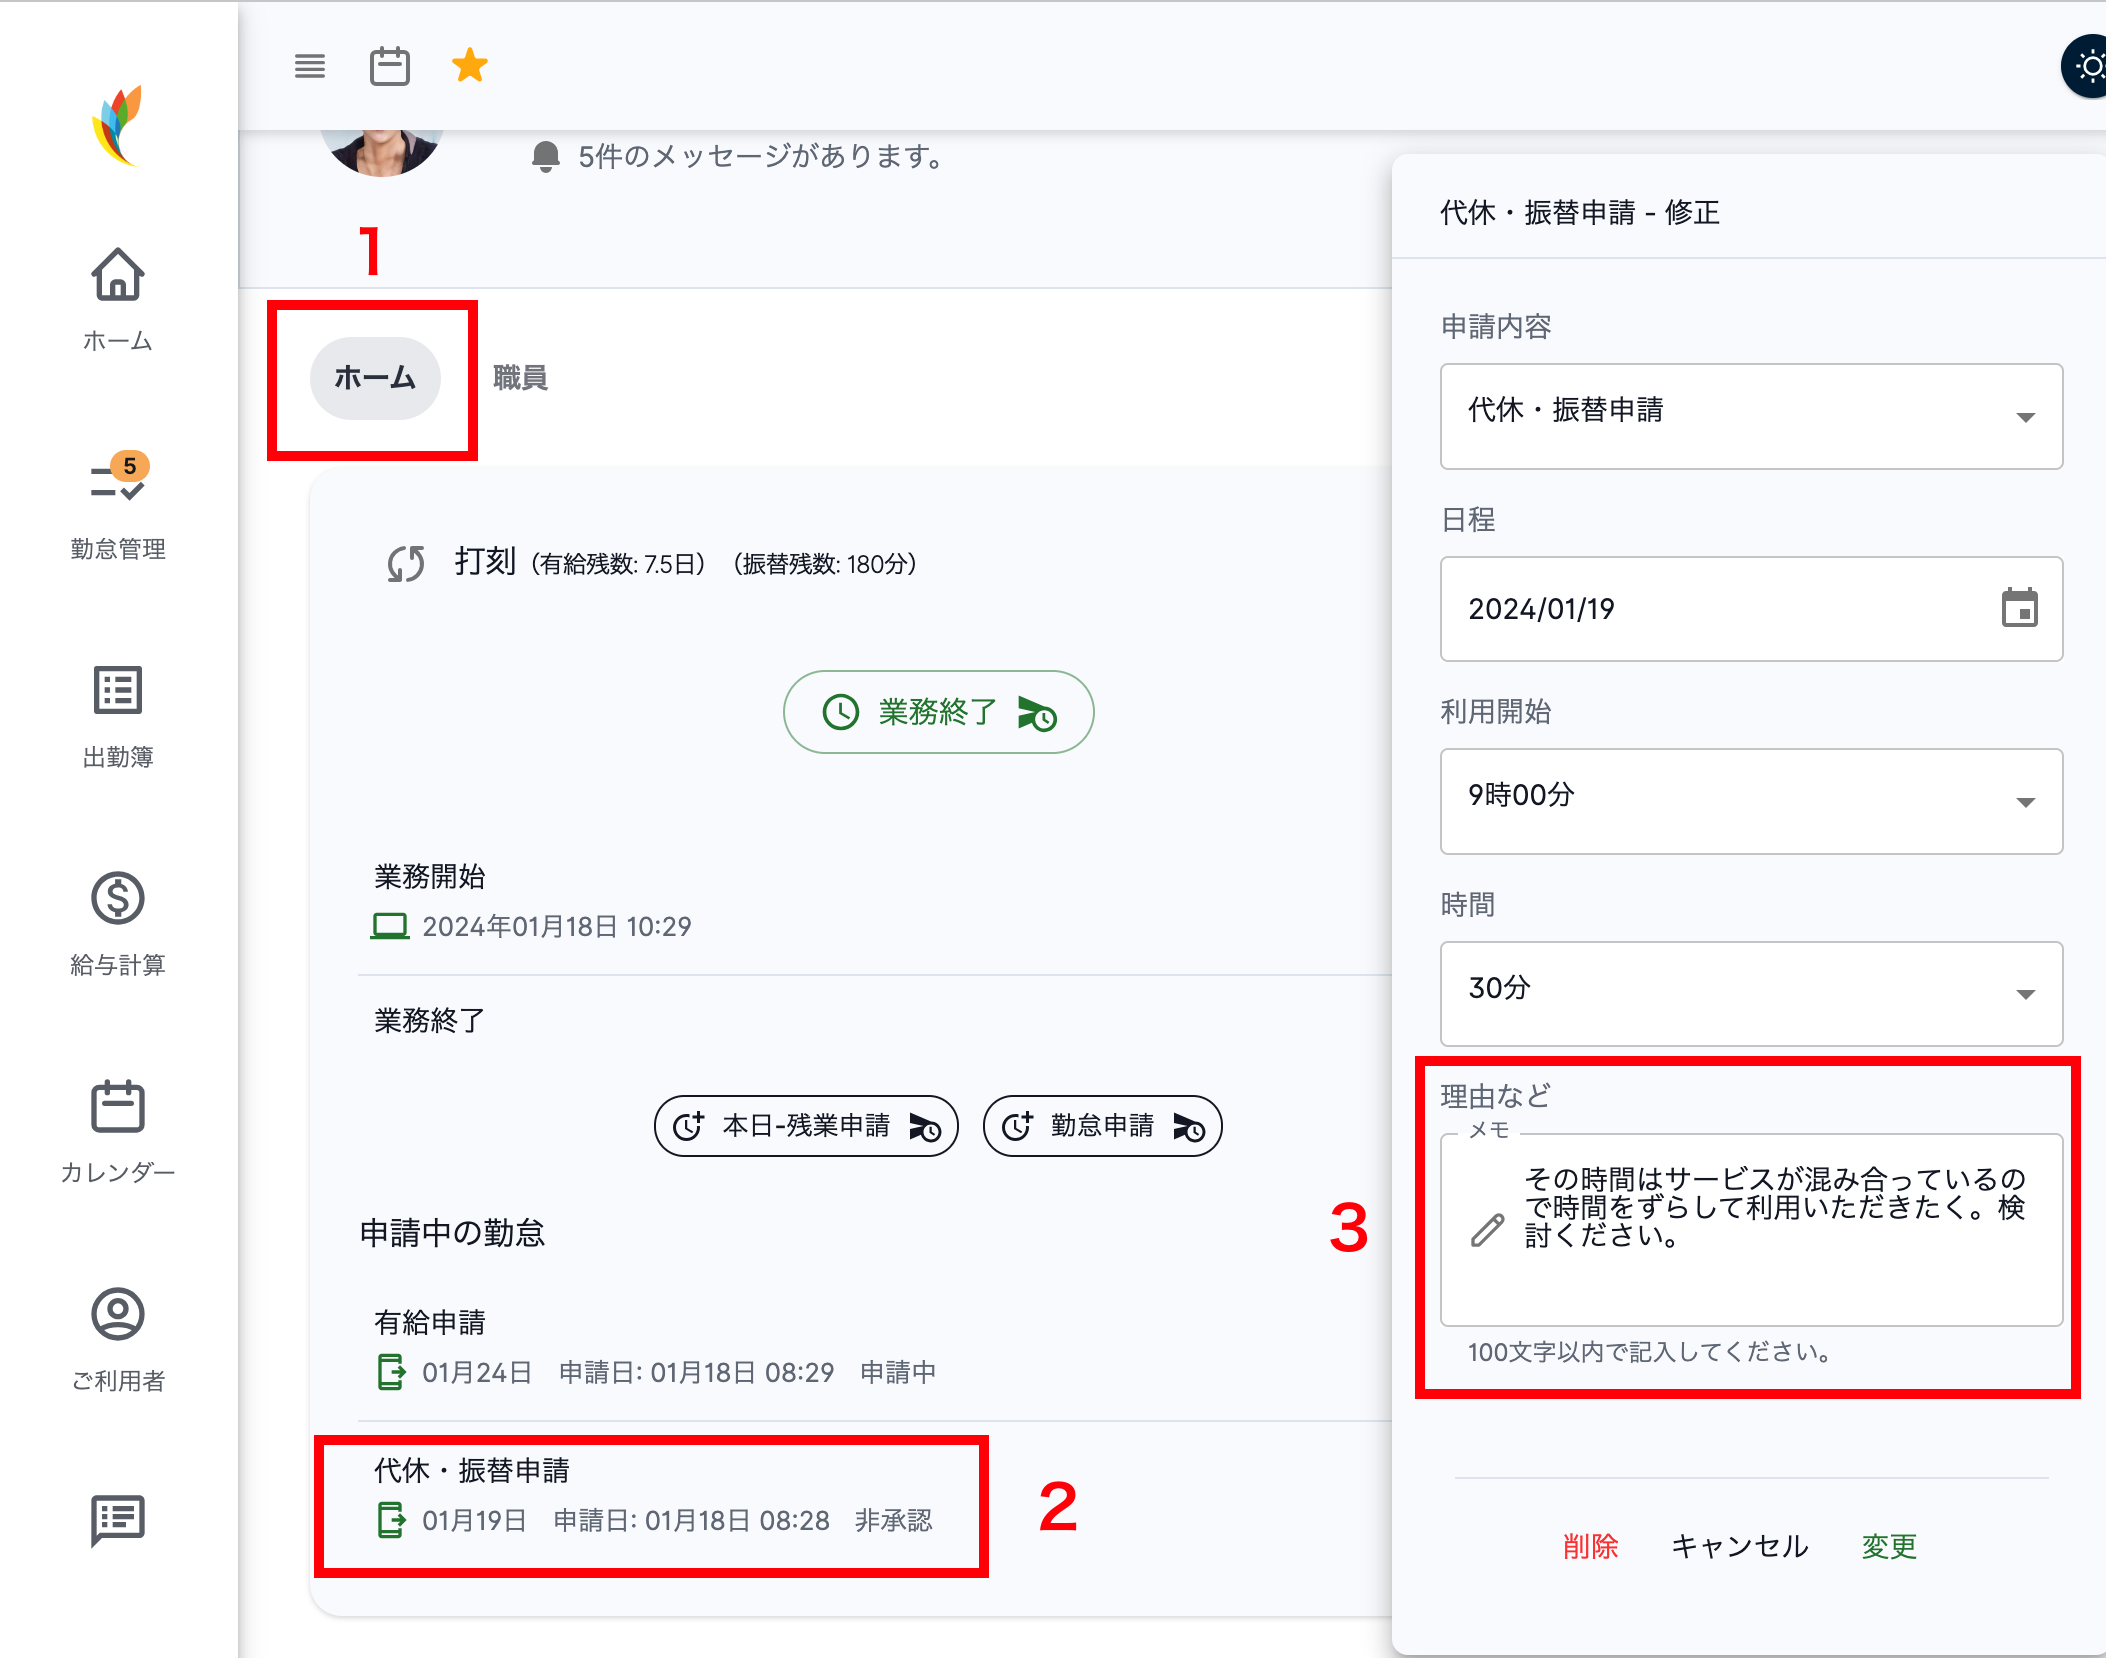 ホーム
5
勤怠管理
出勤簿
給与計算
カレンダー
ご利用者
5件のメッセージがあります。
1
ホーム
職員
打刻（有給残数: 7.5日）（振替残数: 180分）
業務終了
業務開始
2024年01月18日 10:29
業務終了
本日-残業申請
勤怠申請
申請中の勤怠
有給申請
01月24日 申請日: 01月18日 08:29 申請中
代休・振替申請
01月19日 申請日: 01月18日 08:28 非承認
2
代休・振替申請 - 修正
申請内容
代休・振替申請
日程
2024/01/19
利用開始
9時00分
時間
30分
3
理由など
メモ
その時間はサービスが混み合っているの
で時間をずらして利用いただきたく。検
討ください。
100文字以内で記入してください。
削除
キャンセル
変更